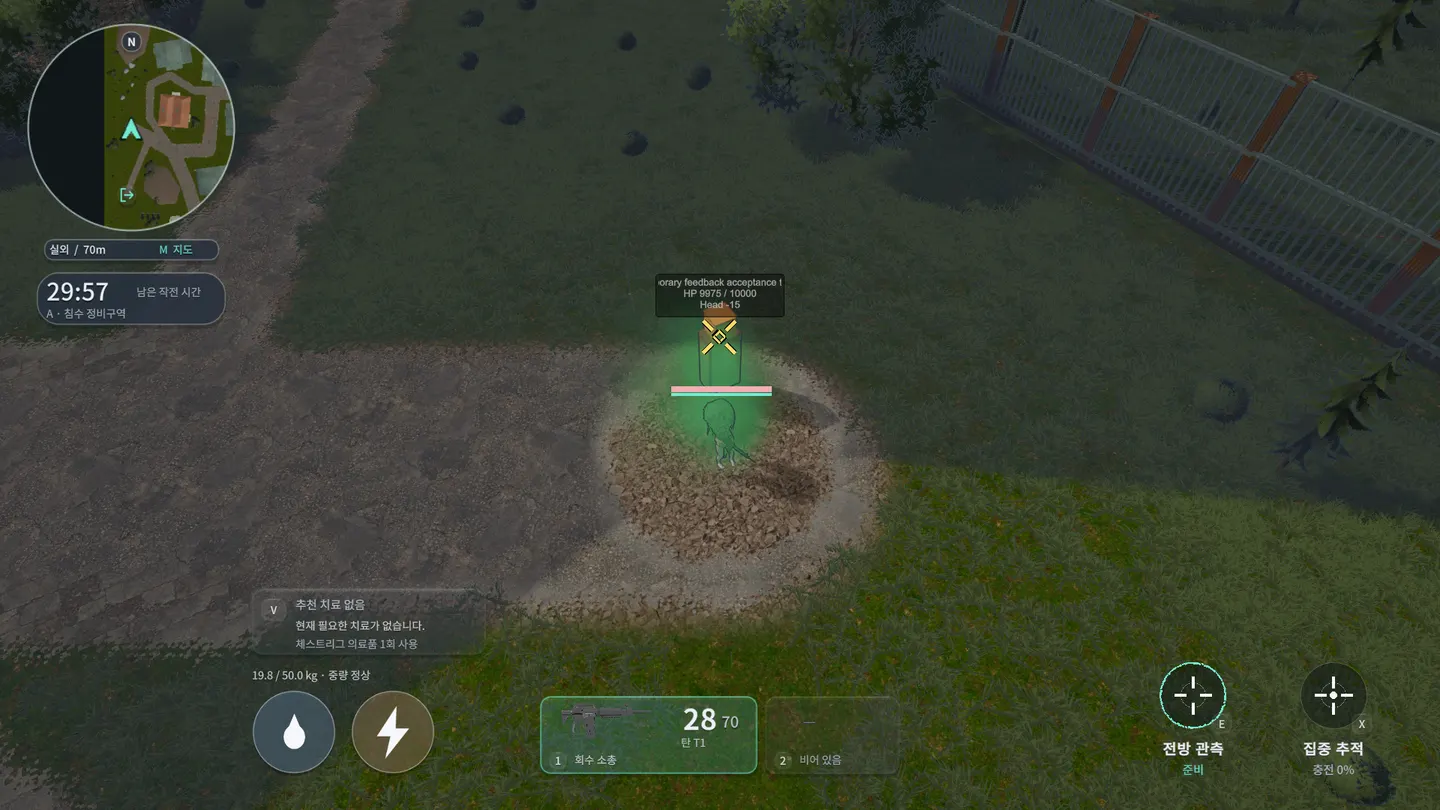 N
실외 / 70m M 지도
29:57 남은 작전 시간
A · 침수 정비구역
orary feedback acceptance t
HP 9975 / 10000
Head -15
V 추천 치료 없음
현재 필요한 치료가 없습니다.
체스트리그 의료품 1회 사용
19.8 / 50.0 kg · 중량 정상
28 70
탄 T1
1 회수 소총
2 비어 있음
E
전방 관측
준비
X
집중 추적
충전 0%